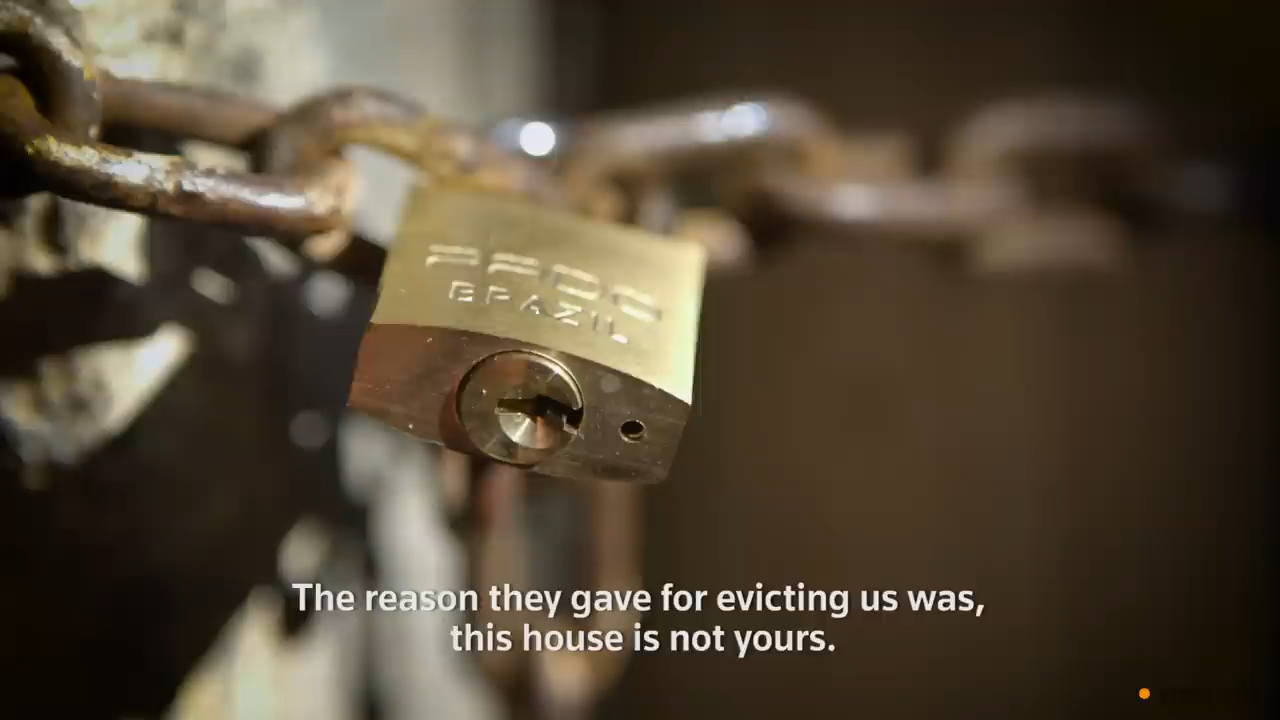 BRAZIL
The reason they gave for evicting us was,
this house is not yours.